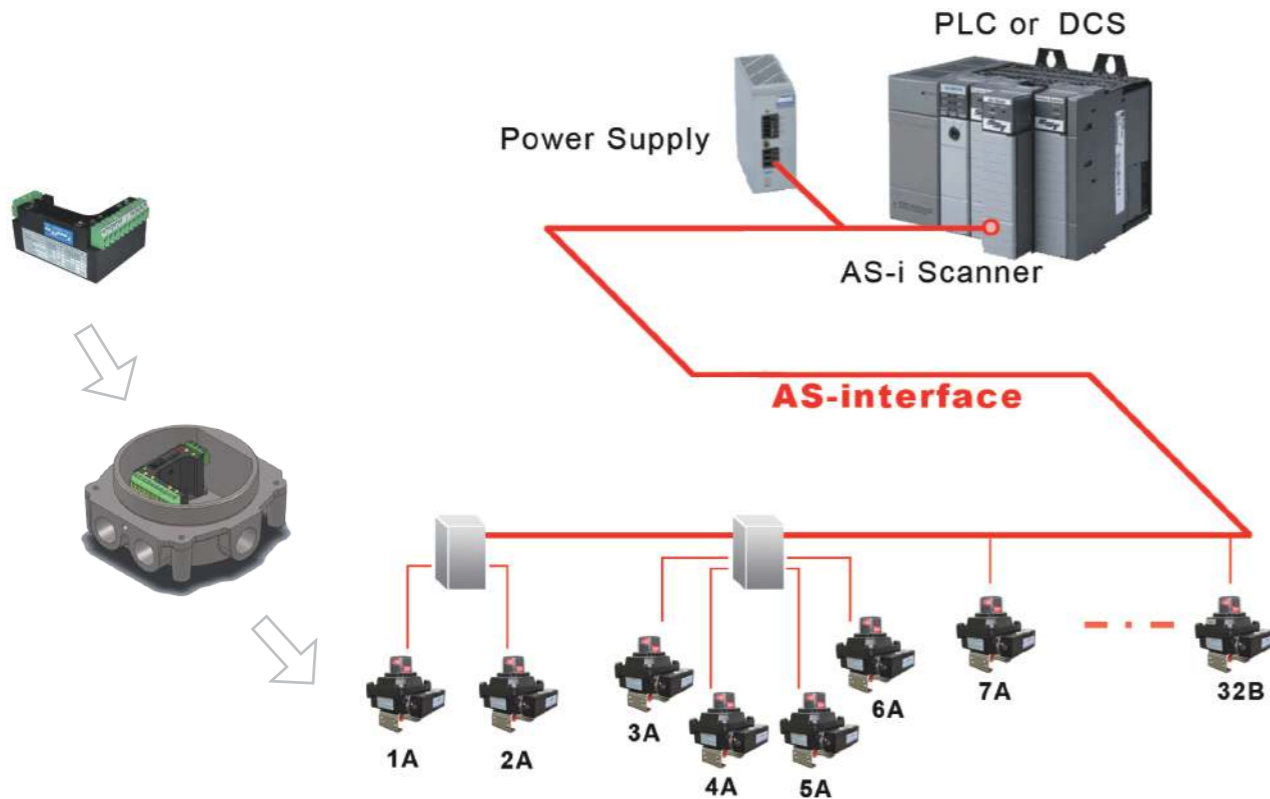 PLC or DCS
Power Supply
AS-i Scanner
AS-interface
1A
2A
3A
4A
5A
6A
7A
32B